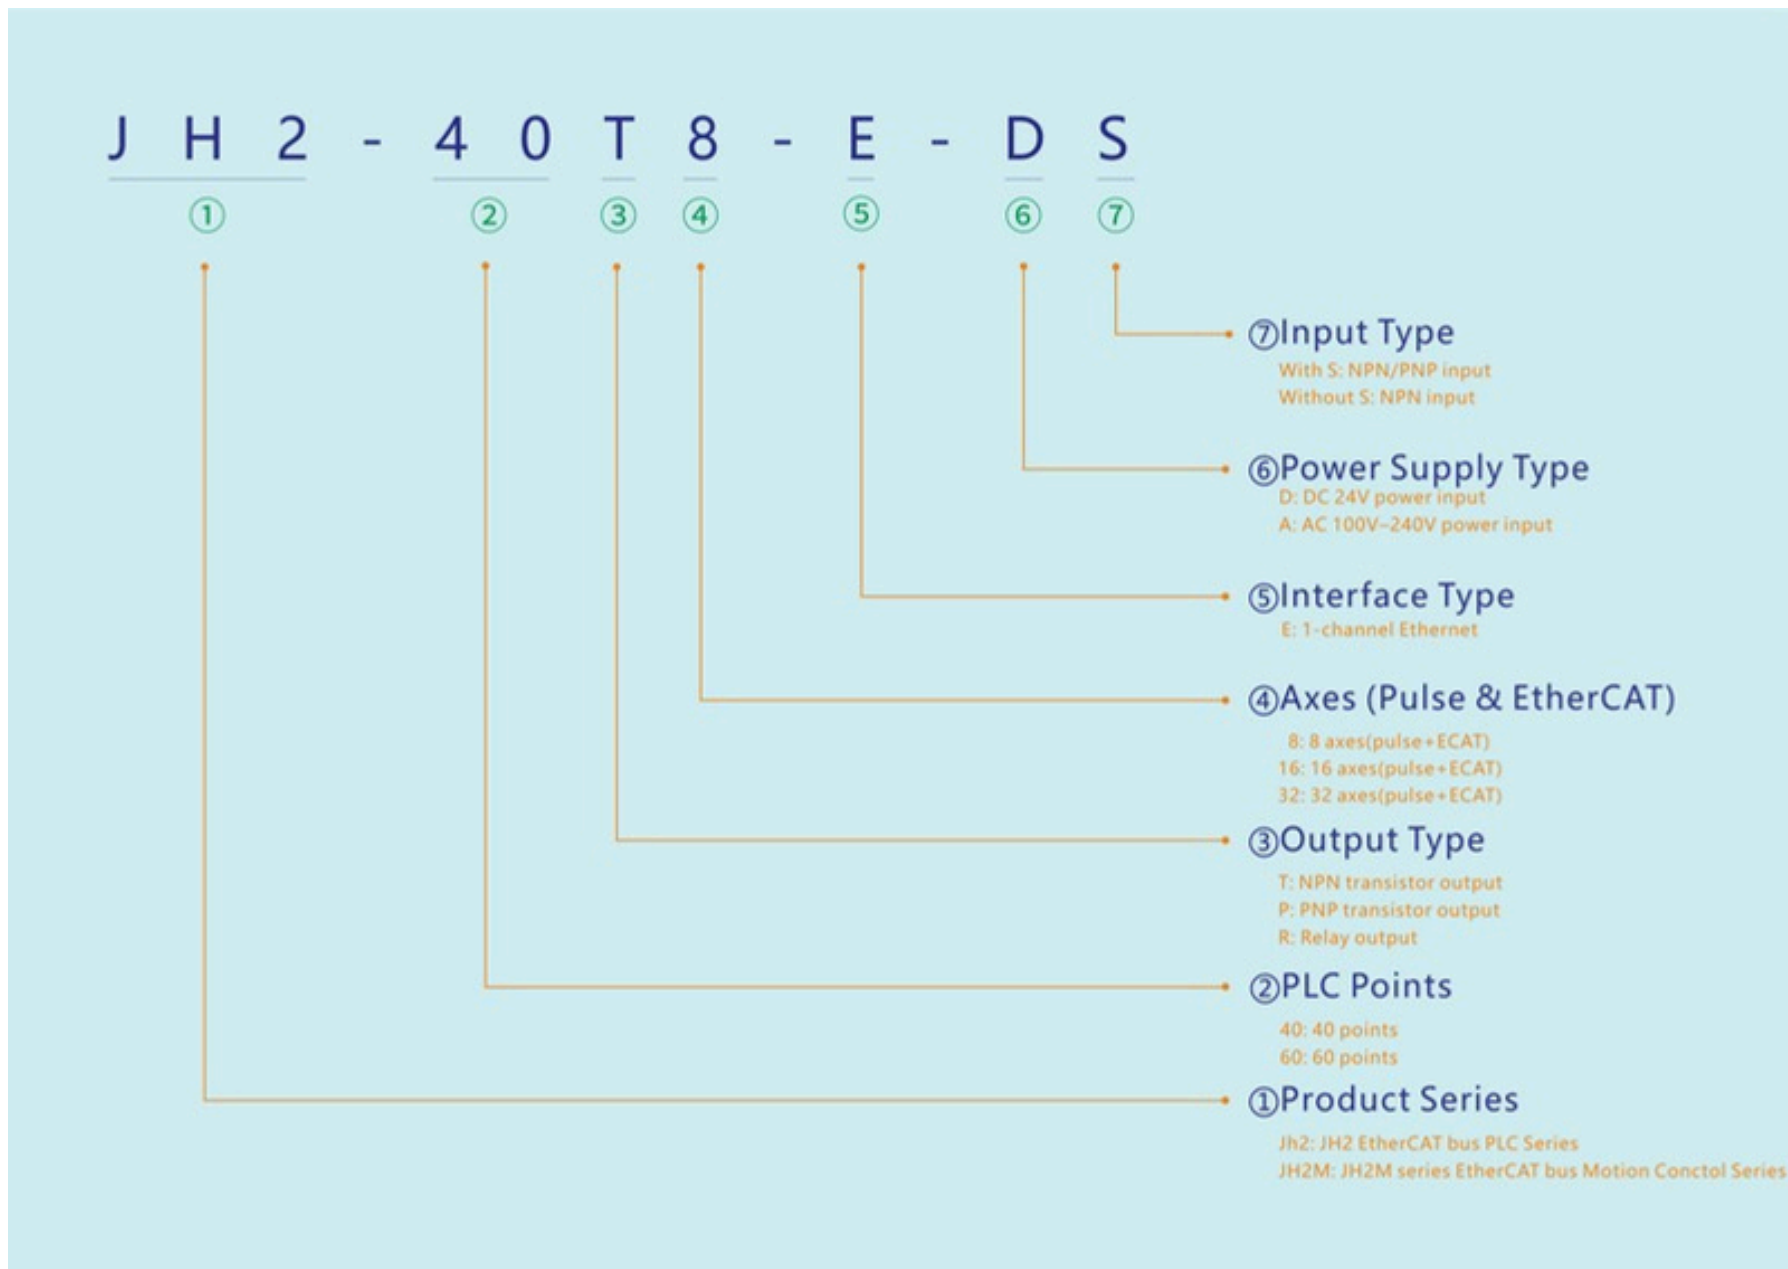 J H 2 - 4 0 T 8 - E - D S
① ② ③ ④ ⑤ ⑥ ⑦
⑦Input Type
With S: NPN/PNP input
Without S: NPN input
⑥Power Supply Type
D: DC 24V power input
A: AC 100V~240V power input
⑤Interface Type
E: 1-channel Ethernet
④Axes (Pulse & EtherCAT)
8: 8 axes(pulse+ECAT)
16: 16 axes(pulse+ECAT)
32: 32 axes(pulse+ECAT)
③Output Type
T: NPN transistor output
P: PNP transistor output
R: Relay output
②PLC Points
40: 40 points
60: 60 points
①Product Series
Jh2: JH2 EtherCAT bus PLC Series
JH2M: JH2M series EtherCAT bus Motion Conctol Series